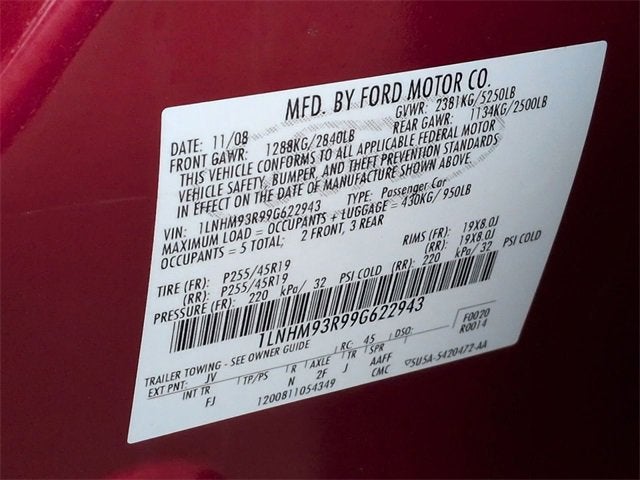 MFD. BY FORD MOTOR CO.
DATE: 11/08 GVWR: 2381KG/5250LB
FRONT GAWR: 1288KG/2840LB REAR GAWR: 1134KG/2500LB
THIS VEHICLE CONFORMS TO ALL APPLICABLE FEDERAL MOTOR
VEHICLE SAFETY, BUMPER, AND THEFT PREVENTION STANDARDS
IN EFFECT ON THE DATE OF MANUFACTURE SHOWN ABOVE.
VIN: 1LNHM93R99G622943 TYPE: Passenger Car
MAXIMUM LOAD = OCCUPANTS + LUGGAGE = 430KG/ 950LB
OCCUPANTS = 5 TOTAL; 2 FRONT, 3 REAR
TIRE (FR): P255/45R19 RIMS (FR): 19X8.0J
(RR): P255/45R19 (RR): 19X8.0J
PRESSURE (FR): 220 kPa/ 32 PSI COLD (RR): 220 kPa/ 32 PSI COLD
1LNHM93R99G622943
F0020
R0014
TRAILER TOWING - SEE OWNER GUIDE RC: 45 DSO:
EXT PNT: JV TP/PS R AXLE TR SPR
INT TR N 2F J AAFF 5U5A-5420472-AA
FJ 1200811054349 CMC